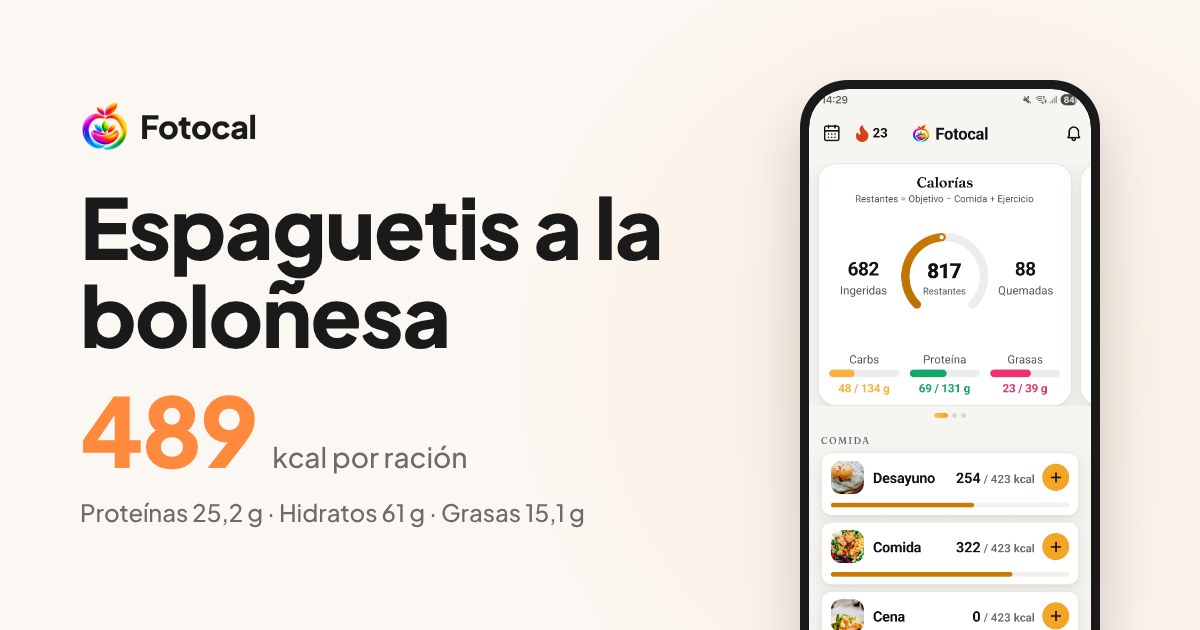 Fotocal
Espaguetis a la
boloñesa
489 kcal por ración
Proteínas 25,2 g · Hidratos 61 g · Grasas 15,1 g
14:29
84
23
Fotocal
Calorías
Restantes = Objetivo − Comida + Ejercicio
682
Ingeridas
817
Restantes
88
Quemadas
Carbs
Proteína
Grasas
48 / 134 g
69 / 131 g
23 / 39 g
COMIDA
Desayuno 254 / 423 kcal
Comida 322 / 423 kcal
Cena 0 / 423 kcal